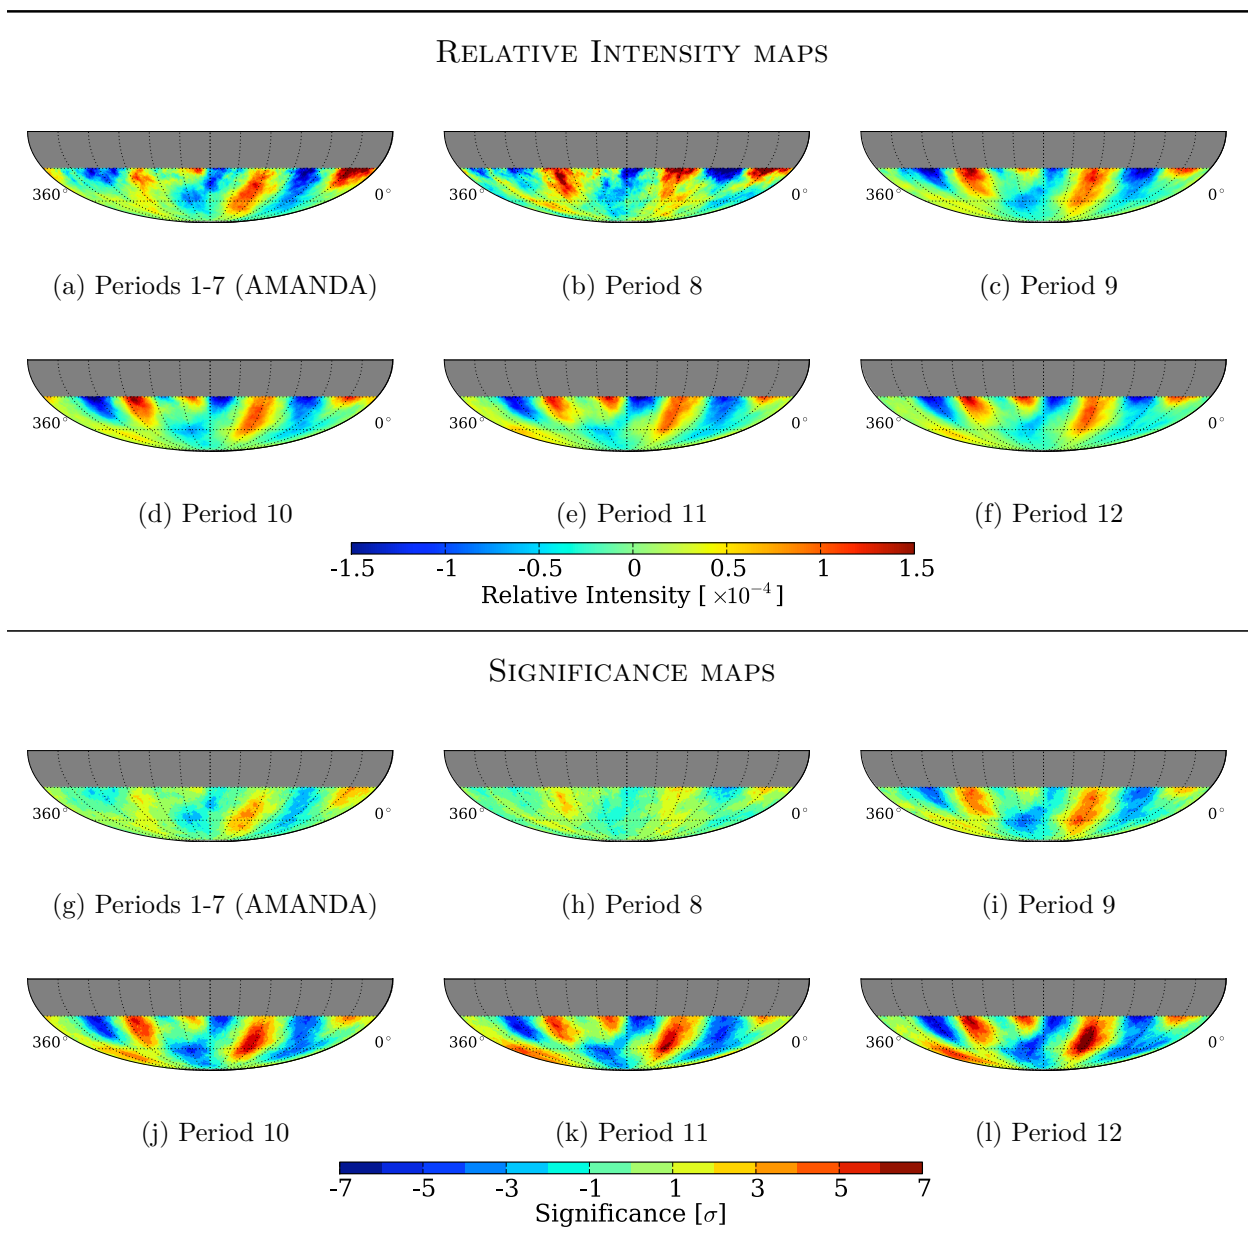 RELATIVE INTENSITY MAPS
360° 0° 360° 0° 360° 0°
(a) Periods 1-7 (AMANDA) (b) Period 8 (c) Period 9
360° 0° 360° 0° 360° 0°
(d) Period 10 (e) Period 11 (f) Period 12
-1.5 -1 -0.5 0 0.5 1 1.5
Relative Intensity [ ×10⁻⁴ ]
SIGNIFICANCE MAPS
360° 0° 360° 0° 360° 0°
(g) Periods 1-7 (AMANDA) (h) Period 8 (i) Period 9
360° 0° 360° 0° 360° 0°
(j) Period 10 (k) Period 11 (l) Period 12
-7 -5 -3 -1 1 3 5 7
Significance [σ]